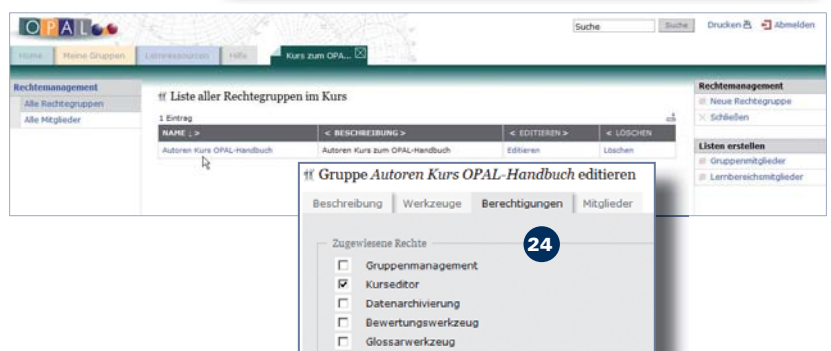 OPAL
Suche Suche Drucken Abmelden
Home Meine Gruppen Lernressourcen Hilfe Kurs zum OPA...
Rechtemanagement
Alle Rechtegruppen
Alle Mitglieder
Liste aller Rechtegruppen im Kurs
1 Eintrag
NAME ↓ > < BESCHREIBUNG > < EDITIEREN > < LÖSCHEN
Autoren Kurs OPAL-Handbuch Autoren Kurs zum OPAL-Handbuch Editieren Löschen
Rechtemanagement
Neue Rechtegruppe
Schließen
Listen erstellen
Gruppenmitglieder
Lernbereichsmitglieder
Gruppe Autoren Kurs OPAL-Handbuch editieren
Beschreibung Werkzeuge Berechtigungen Mitglieder
Zugewiesene Rechte 24
Gruppenmanagement
Kurseditor
Datenarchivierung
Bewertungswerkzeug
Glossarwerkzeug